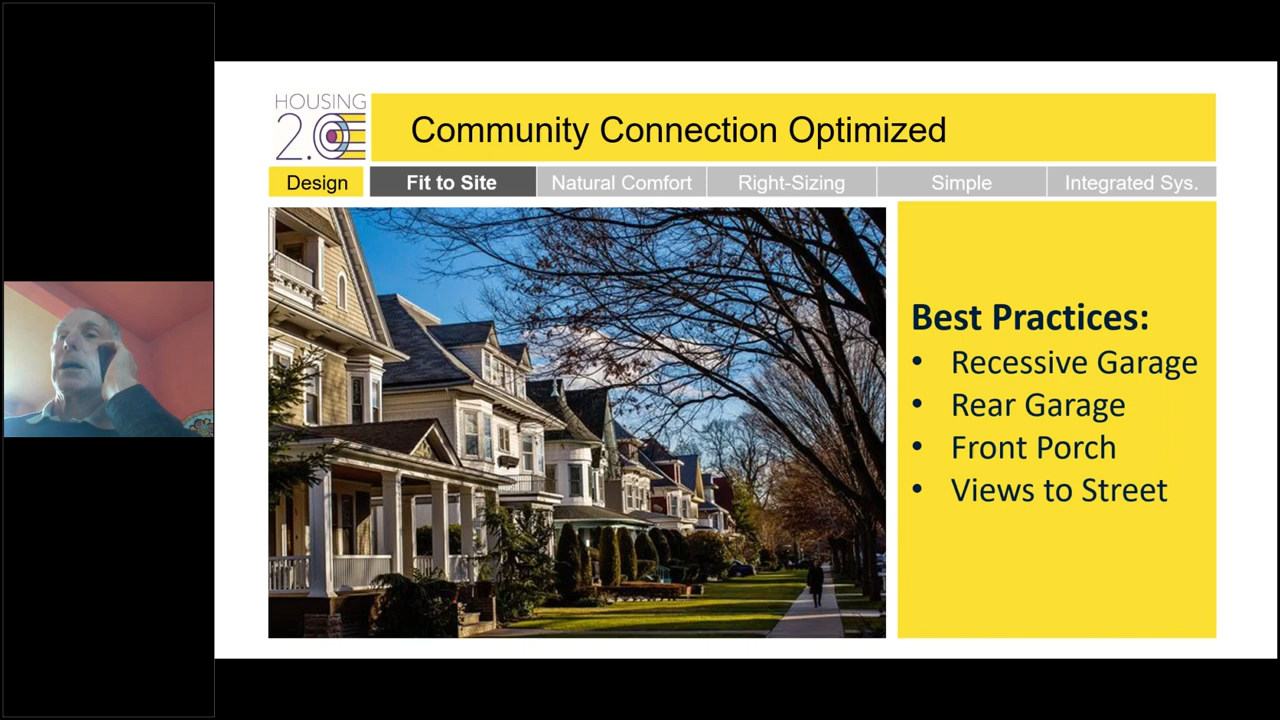 HOUSING
2.0
Community Connection Optimized
Design
Fit to Site
Natural Comfort
Right-Sizing
Simple
Integrated Sys.
Best Practices:
• Recessive Garage
• Rear Garage
• Front Porch
• Views to Street